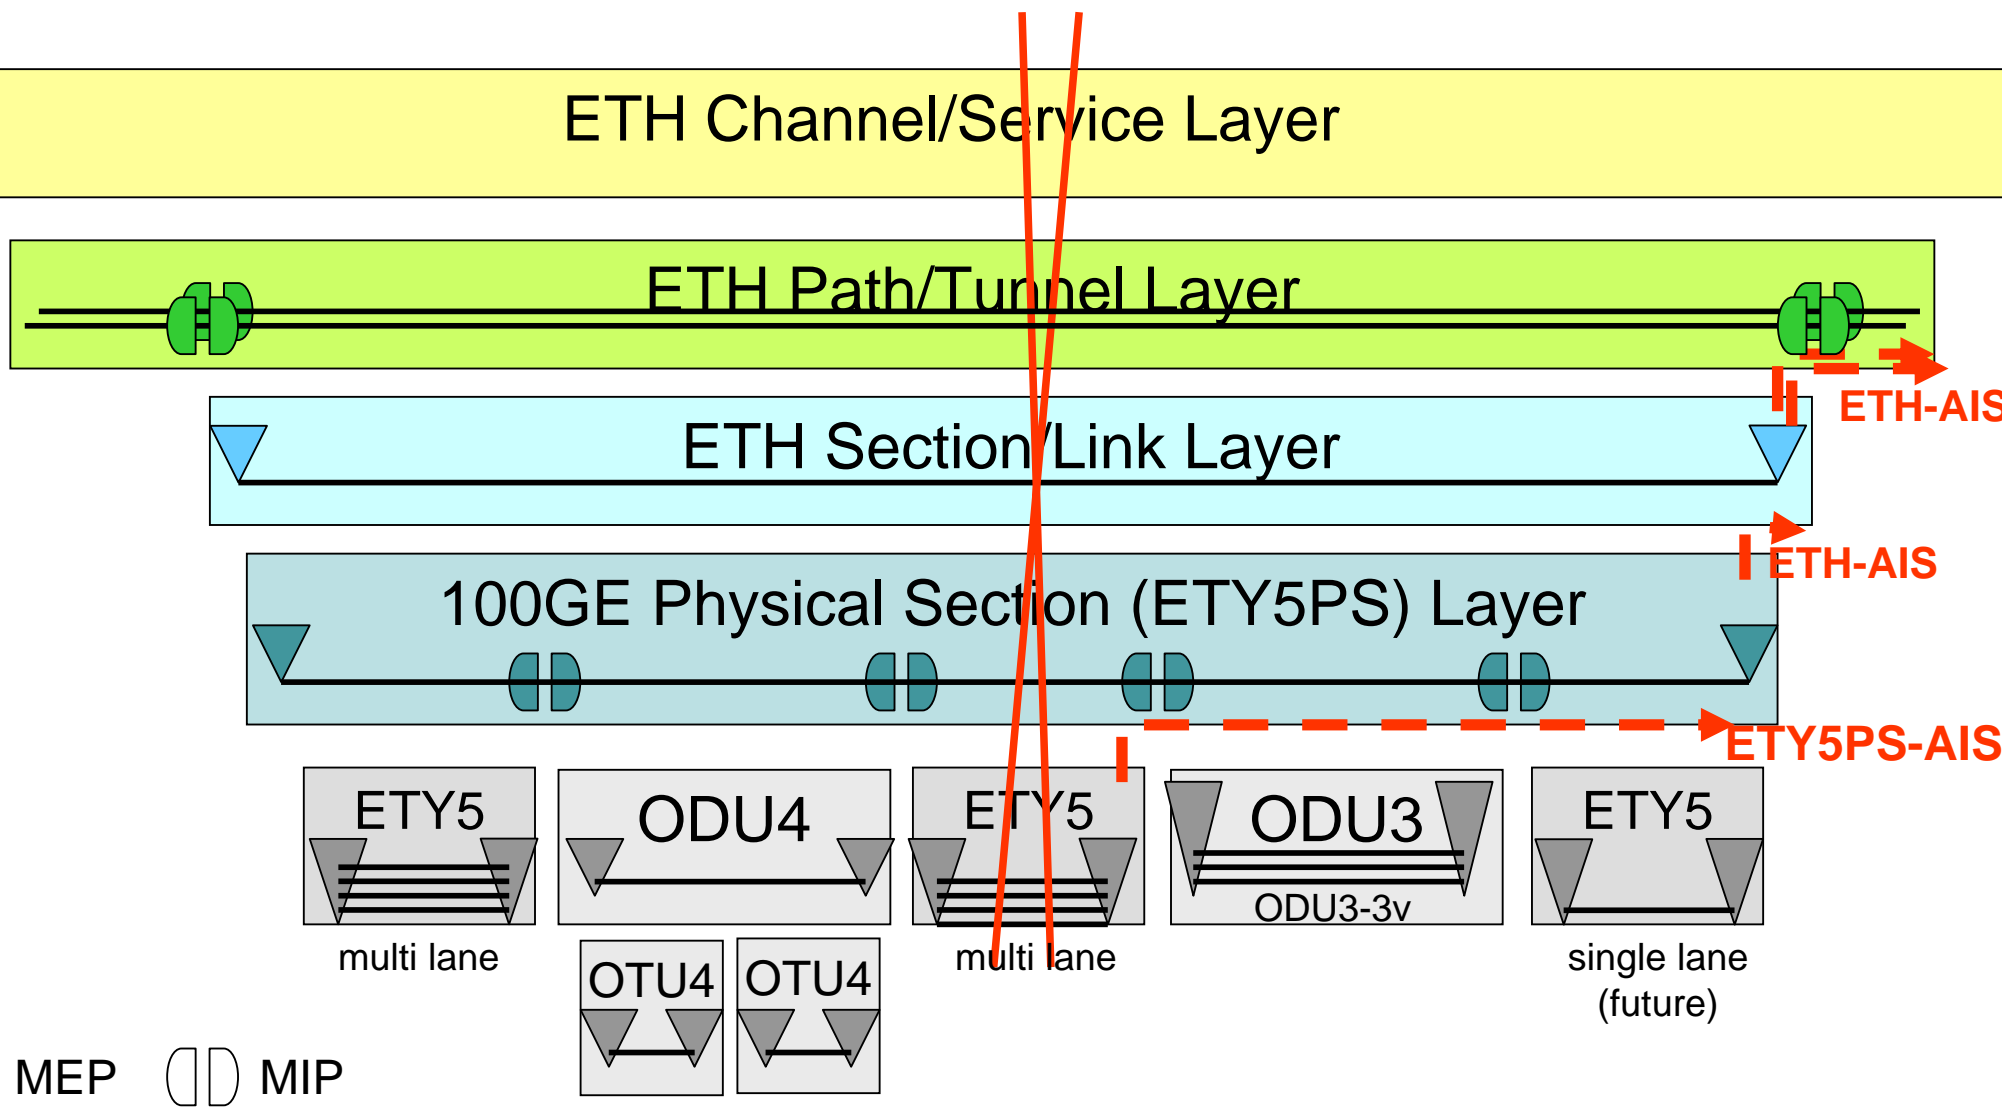 ETH Channel/Service Layer
ETH Path/Tunnel Layer
ETH-AIS
ETH Section/Link Layer
ETH-AIS
100GE Physical Section (ETY5PS) Layer
ETY5PS-AIS
ETY5
ODU4
ETY5
ODU3
ETY5
ODU3-3v
multi lane
multi lane
single lane
(future)
OTU4
OTU4
MEP
MIP